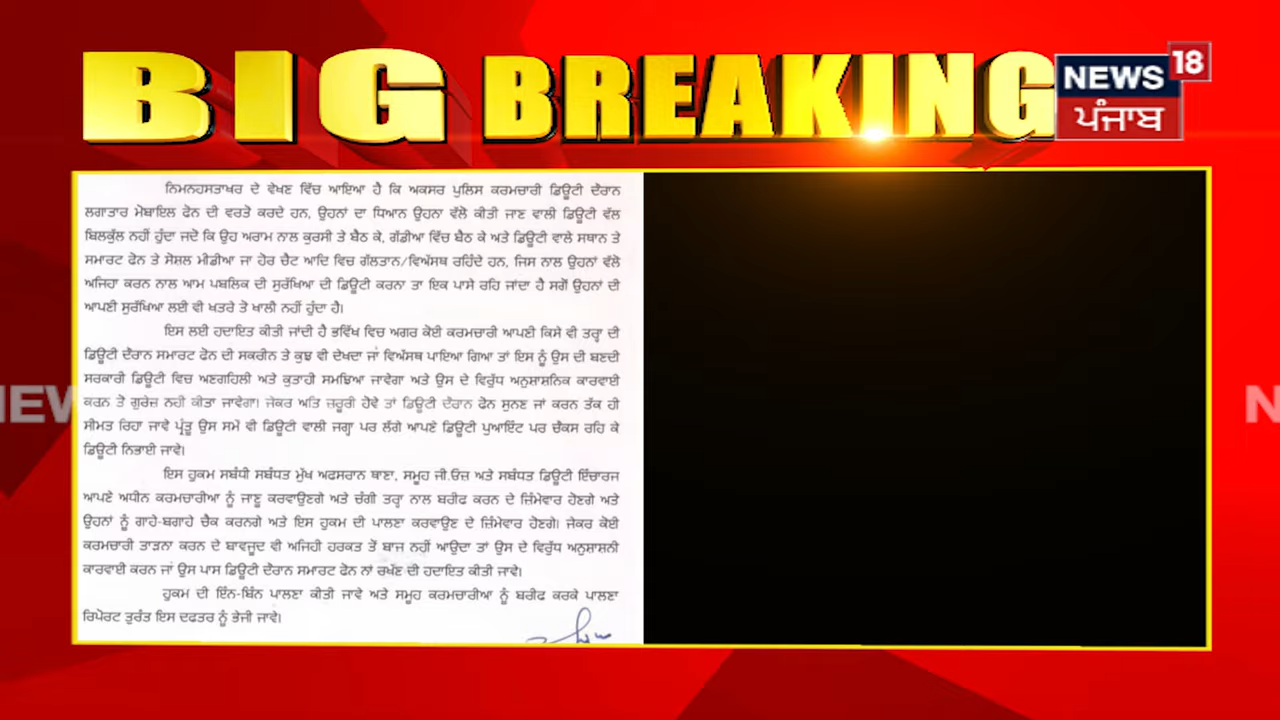 BIG BREAKING
NEWS 18
ਪੰਜਾਬ
ਨਿਮਨਹਸਤਾਖਰ ਦੇ ਵੇਖਣ ਵਿੱਚ ਆਇਆ ਹੈ ਕਿ ਅਕਸਰ ਪੁਲਿਸ ਕਰਮਚਾਰੀ ਡਿਊਟੀ ਦੌਰਾਨ
ਲਗਾਤਾਰ ਮੋਬਾਇਲ ਫੋਨ ਦੀ ਵਰਤੋ ਕਰਦੇ ਹਨ, ਉਹਨਾਂ ਦਾ ਧਿਆਨ ਉਹਨਾ ਵੱਲੋ ਕੀਤੀ ਜਾਣ ਵਾਲੀ ਡਿਊਟੀ ਵੱਲ
ਬਿਲਕੁੱਲ ਨਹੀਂ ਹੁੰਦਾ ਜਦੋ ਕਿ ਉਹ ਅਰਾਮ ਨਾਲ ਕੁਰਸੀ ਤੇ ਬੈਠ ਕੇ, ਗੱਡੀਆ ਵਿੱਚ ਬੈਠ ਕੇ ਅਤੇ ਡਿਊਟੀ ਵਾਲੇ ਸਥਾਨ ਤੇ
ਸਮਾਰਟ ਫੋਨ ਤੇ ਸੋਸ਼ਲ ਮੀਡੀਆ ਜਾ ਹੋਰ ਚੈਟ ਆਦਿ ਵਿਚ ਗੱਲਤਾਨ/ਵਿਅੱਸਥ ਰਹਿੰਦੇ ਹਨ, ਜਿਸ ਨਾਲ ਉਹਨਾਂ ਵੱਲੋ
ਅਜਿਹਾ ਕਰਨ ਨਾਲ ਆਮ ਪਬਲਿਕ ਦੀ ਸੁਰੱਖਿਆ ਦੀ ਡਿਊਟੀ ਕਰਨਾ ਤਾ ਇਕ ਪਾਸੇ ਰਹਿ ਜਾਂਦਾ ਹੈ ਸਗੋਂ ਉਹਨਾਂ ਦੀ
ਆਪਣੀ ਸੁਰੱਖਿਆ ਲਈ ਵੀ ਖਤਰੇ ਤੋ ਖਾਲੀ ਨਹੀਂ ਹੁੰਦਾ ਹੈ।
ਇਸ ਲਈ ਹਦਾਇਤ ਕੀਤੀ ਜਾਂਦੀ ਹੈ ਭਵਿੱਖ ਵਿਚ ਅਗਰ ਕੋਈ ਕਰਮਚਾਰੀ ਆਪਣੀ ਕਿਸੇ ਵੀ ਤਰ੍ਹਾ ਦੀ
ਡਿਊਟੀ ਦੌਰਾਨ ਸਮਾਰਟ ਫੋਨ ਦੀ ਸਕਰੀਨ ਤੇ ਕੁਝ ਵੀ ਦੇਖਦਾ ਜਾਂ ਵਿਅੱਸਥ ਪਾਇਆ ਗਿਆ ਤਾਂ ਇਸ ਨੂੰ ਉਸ ਦੀ ਬਣਦੀ
ਸਰਕਾਰੀ ਡਿਊਟੀ ਵਿਚ ਅਣਗਹਿਲੀ ਅਤੇ ਕੁਤਾਹੀ ਸਮਝਿਆ ਜਾਵੇਗਾ ਅਤੇ ਉਸ ਦੇ ਵਿਰੁੱਧ ਅਨੁਸ਼ਾਸ਼ਨਿਕ ਕਾਰਵਾਈ
ਕਰਨ ਤੋ ਗੁਰੇਜ਼ ਨਹੀ ਕੀਤਾ ਜਾਵੇਗਾ। ਜੇਕਰ ਅਤਿ ਜ਼ਰੂਰੀ ਹੋਵੇ ਤਾਂ ਡਿਊਟੀ ਦੌਰਾਨ ਫੋਨ ਸੁਨਣ ਜਾਂ ਕਰਨ ਤੱਕ ਹੀ
ਸੀਮਤ ਰਿਹਾ ਜਾਵੇ ਪ੍ਰੰਤੂ ਉਸ ਸਮੇਂ ਵੀ ਡਿਊਟੀ ਵਾਲੀ ਜਗ੍ਹਾ ਪਰ ਲੱਗੇ ਆਪਣੇ ਡਿਊਟੀ ਪੁਆਇੰਟ ਪਰ ਚੌਕਸ ਰਹਿ ਕੇ
ਡਿਊਟੀ ਨਿਭਾਈ ਜਾਵੇ।
ਇਸ ਹੁਕਮ ਸਬੰਧੀ ਸਬੰਧਤ ਮੁੱਖ ਅਫਸਰਾਨ ਥਾਣਾ, ਸਮੂਹ ਜੀ.ਓਜ਼ ਅਤੇ ਸਬੰਧਤ ਡਿਊਟੀ ਇੰਚਾਰਜ
ਆਪਣੇ ਅਧੀਨ ਕਰਮਚਾਰੀਆ ਨੂੰ ਜਾਣੂ ਕਰਵਾਉਣਗੇ ਅਤੇ ਚੰਗੀ ਤਰ੍ਹਾ ਨਾਲ ਬਰੀਫ ਕਰਨ ਦੇ ਜ਼ਿੰਮੇਵਾਰ ਹੋਣਗੇ ਅਤੇ
ਉਹਨਾਂ ਨੂੰ ਗਾਹੇ-ਬਗਾਹੇ ਚੈਕ ਕਰਨਗੇ ਅਤੇ ਇਸ ਹੁਕਮ ਦੀ ਪਾਲਣਾ ਕਰਵਾਉਣ ਦੇ ਜ਼ਿੰਮੇਵਾਰ ਹੋਣਗੇ। ਜੇਕਰ ਕੋਈ
ਕਰਮਚਾਰੀ ਤਾੜਨਾ ਕਰਨ ਦੇ ਬਾਵਜੂਦ ਵੀ ਅਜਿਹੀ ਹਰਕਤ ਤੋਂ ਬਾਜ ਨਹੀਂ ਆਉਦਾ ਤਾਂ ਉਸ ਦੇ ਵਿਰੁੱਧ ਅਨੁਸ਼ਾਸ਼ਨੀ
ਕਾਰਵਾਈ ਕਰਨ ਜਾਂ ਉਸ ਪਾਸ ਡਿਊਟੀ ਦੌਰਾਨ ਸਮਾਰਟ ਫੋਨ ਨਾਂ ਰੱਖਣ ਦੀ ਹਦਾਇਤ ਕੀਤੀ ਜਾਵੇ।
ਹੁਕਮ ਦੀ ਇੰਨ-ਬਿੰਨ ਪਾਲਣਾ ਕੀਤੀ ਜਾਵੇ ਅਤੇ ਸਮੂਹ ਕਰਮਚਾਰੀਆ ਨੂੰ ਬਰੀਫ ਕਰਕੇ ਪਾਲਣਾ
ਰਿਪੋਰਟ ਤੁਰੰਤ ਇਸ ਦਫਤਰ ਨੂੰ ਭੇਜੀ ਜਾਵੇ।